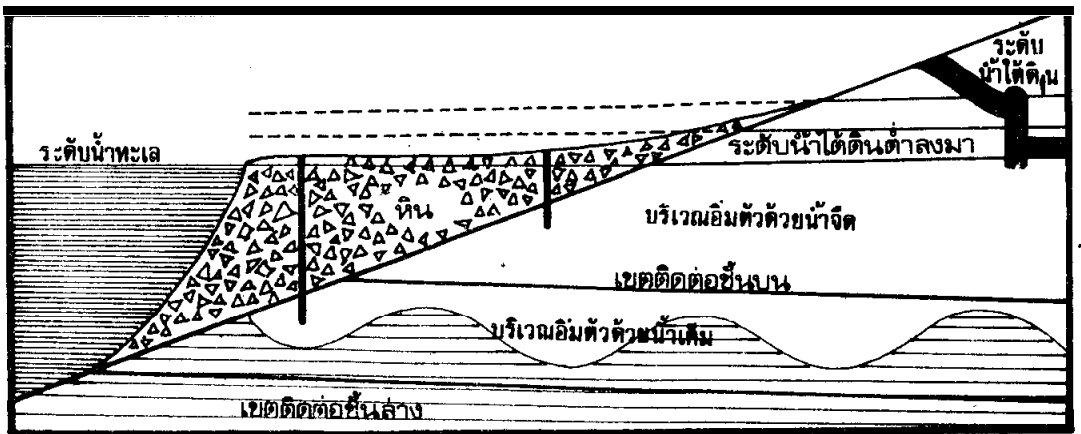 ระดับ
น้ำใต้ดิน
ระดับน้ำทะเล
ระดับน้ำใต้ดินต่ำลงมา
หิน
บริเวณอิ่มตัวด้วยน้ำจืด
เขตติดต่อชั้นบน
บริเวณอิ่มตัวด้วยน้ำเค็ม
เขตติดต่อชั้นล่าง